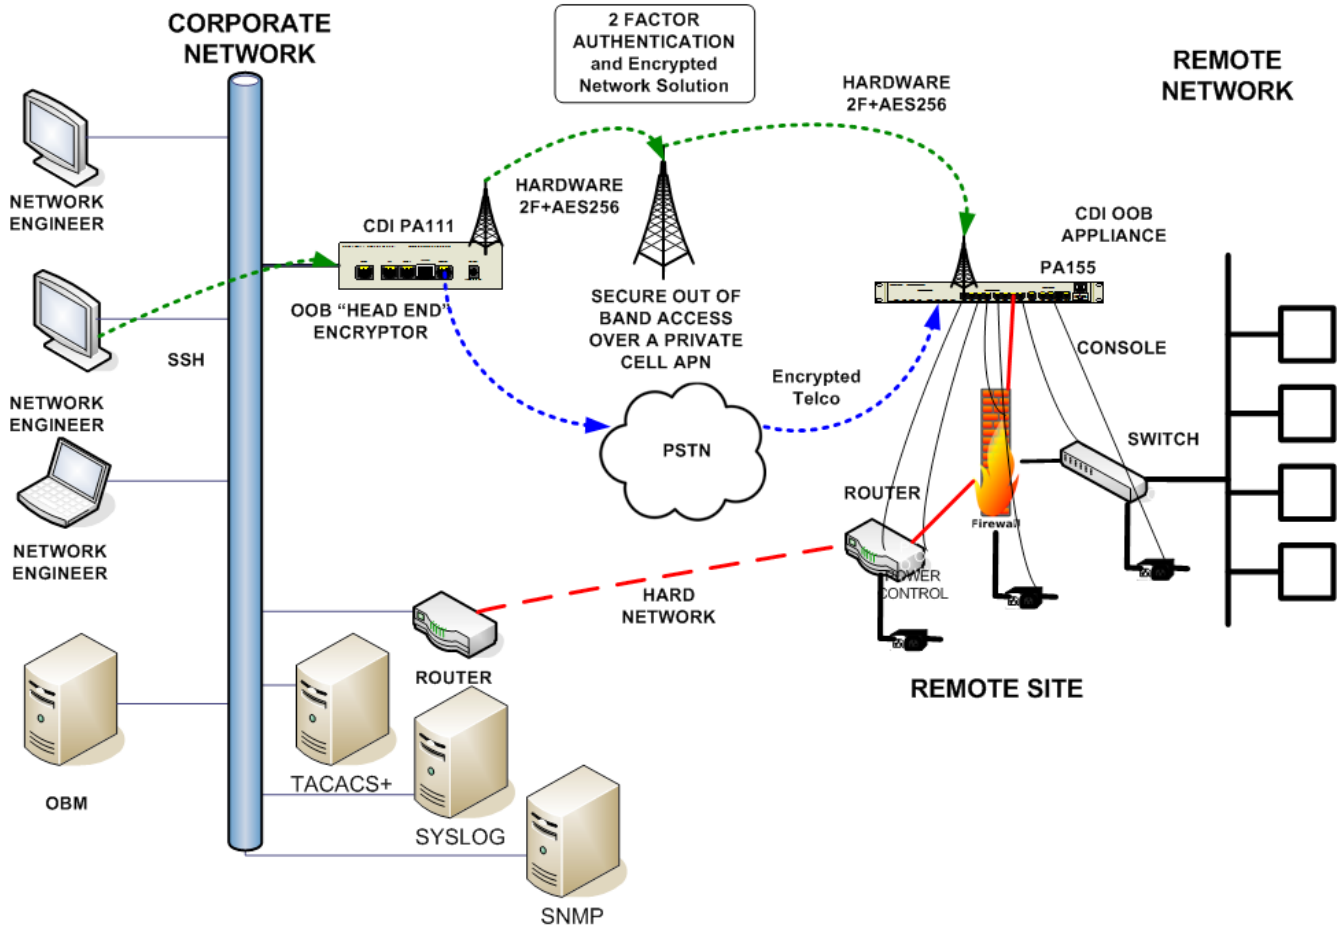 CORPORATE
NETWORK
2 FACTOR
AUTHENTICATION
and Encrypted
Network Solution
HARDWARE
2F+AES256
REMOTE
NETWORK
NETWORK
ENGINEER
HARDWARE
2F+AES256
CDI PA111
CDI OOB
APPLIANCE
PA155
OOB “HEAD END”
ENCRYPTOR
SECURE OUT OF
BAND ACCESS
OVER A PRIVATE
CELL APN
SSH
CONSOLE
Encrypted
Telco
NETWORK
ENGINEER
PSTN
SWITCH
ROUTER
Firewall
NETWORK
ENGINEER
POWER
CONTROL
HARD
NETWORK
ROUTER
REMOTE SITE
OBM
TACACS+
SYSLOG
SNMP